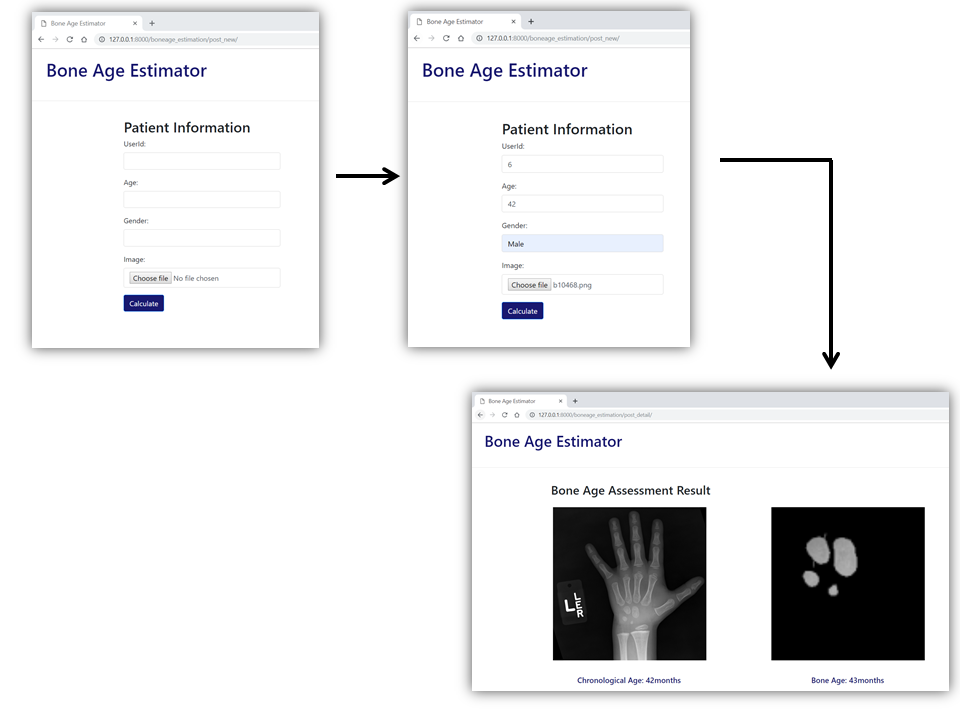 Bone Age Estimator
127.0.0.1:8000/boneage_estimation/post_new/
Bone Age Estimator
Patient Information
UserId:
Age:
Gender:
Image:
Choose file No file chosen
Calculate
Bone Age Estimator
127.0.0.1:8000/boneage_estimation/post_new/
Bone Age Estimator
Patient Information
UserId:
6
Age:
42
Gender:
Male
Image:
Choose file b10468.png
Calculate
Bone Age Estimator
127.0.0.1:8000/boneage_estimation/post_detail/
Bone Age Estimator
Bone Age Assessment Result
L LER
Chronological Age: 42months
Bone Age: 43months